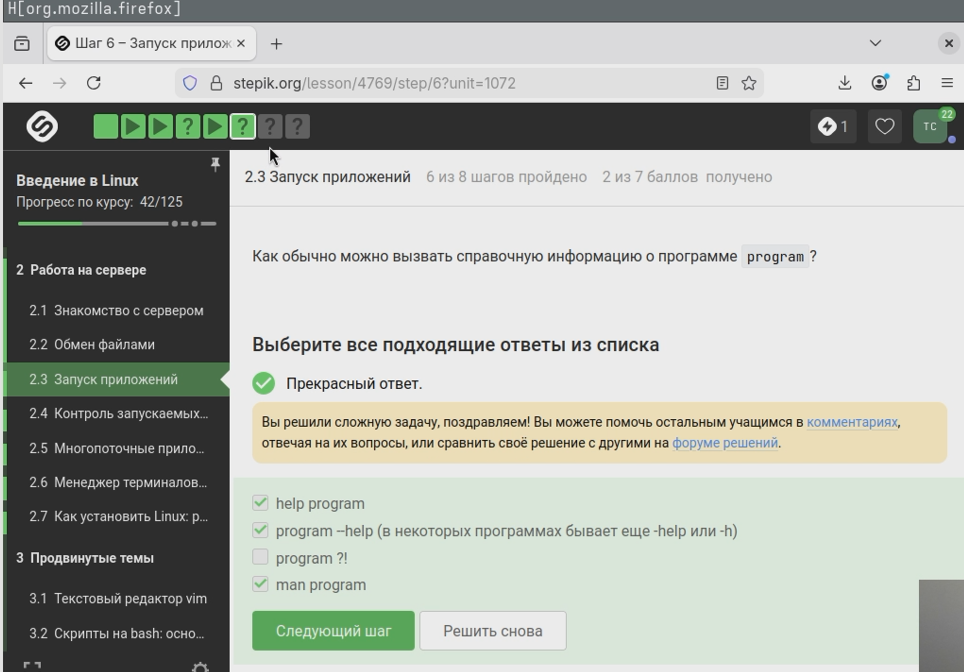 H[org.mozilla.firefox]
Шаг 6 – Запуск прилож
stepik.org/lesson/4769/step/6?unit=1072
? ? ? ?
1
TC
22
Введение в Linux
Прогресс по курсу: 42/125
2.3 Запуск приложений 6 из 8 шагов пройдено 2 из 7 баллов получено
2 Работа на сервере
2.1 Знакомство с сервером
2.2 Обмен файлами
2.3 Запуск приложений
2.4 Контроль запускаемых...
2.5 Многопоточные прило...
2.6 Менеджер терминалов...
2.7 Как установить Linux: р...
3 Продвинутые темы
3.1 Текстовый редактор vim
3.2 Скрипты на bash: осно...
Как обычно можно вызвать справочную информацию о программе program ?
Выберите все подходящие ответы из списка
Прекрасный ответ.
Вы решили сложную задачу, поздравляем! Вы можете помочь остальным учащимся в комментариях,
отвечая на их вопросы, или сравнить своё решение с другими на форуме решений.
help program
program --help (в некоторых программах бывает еще -help или -h)
program ?!
man program
Следующий шаг
Решить снова